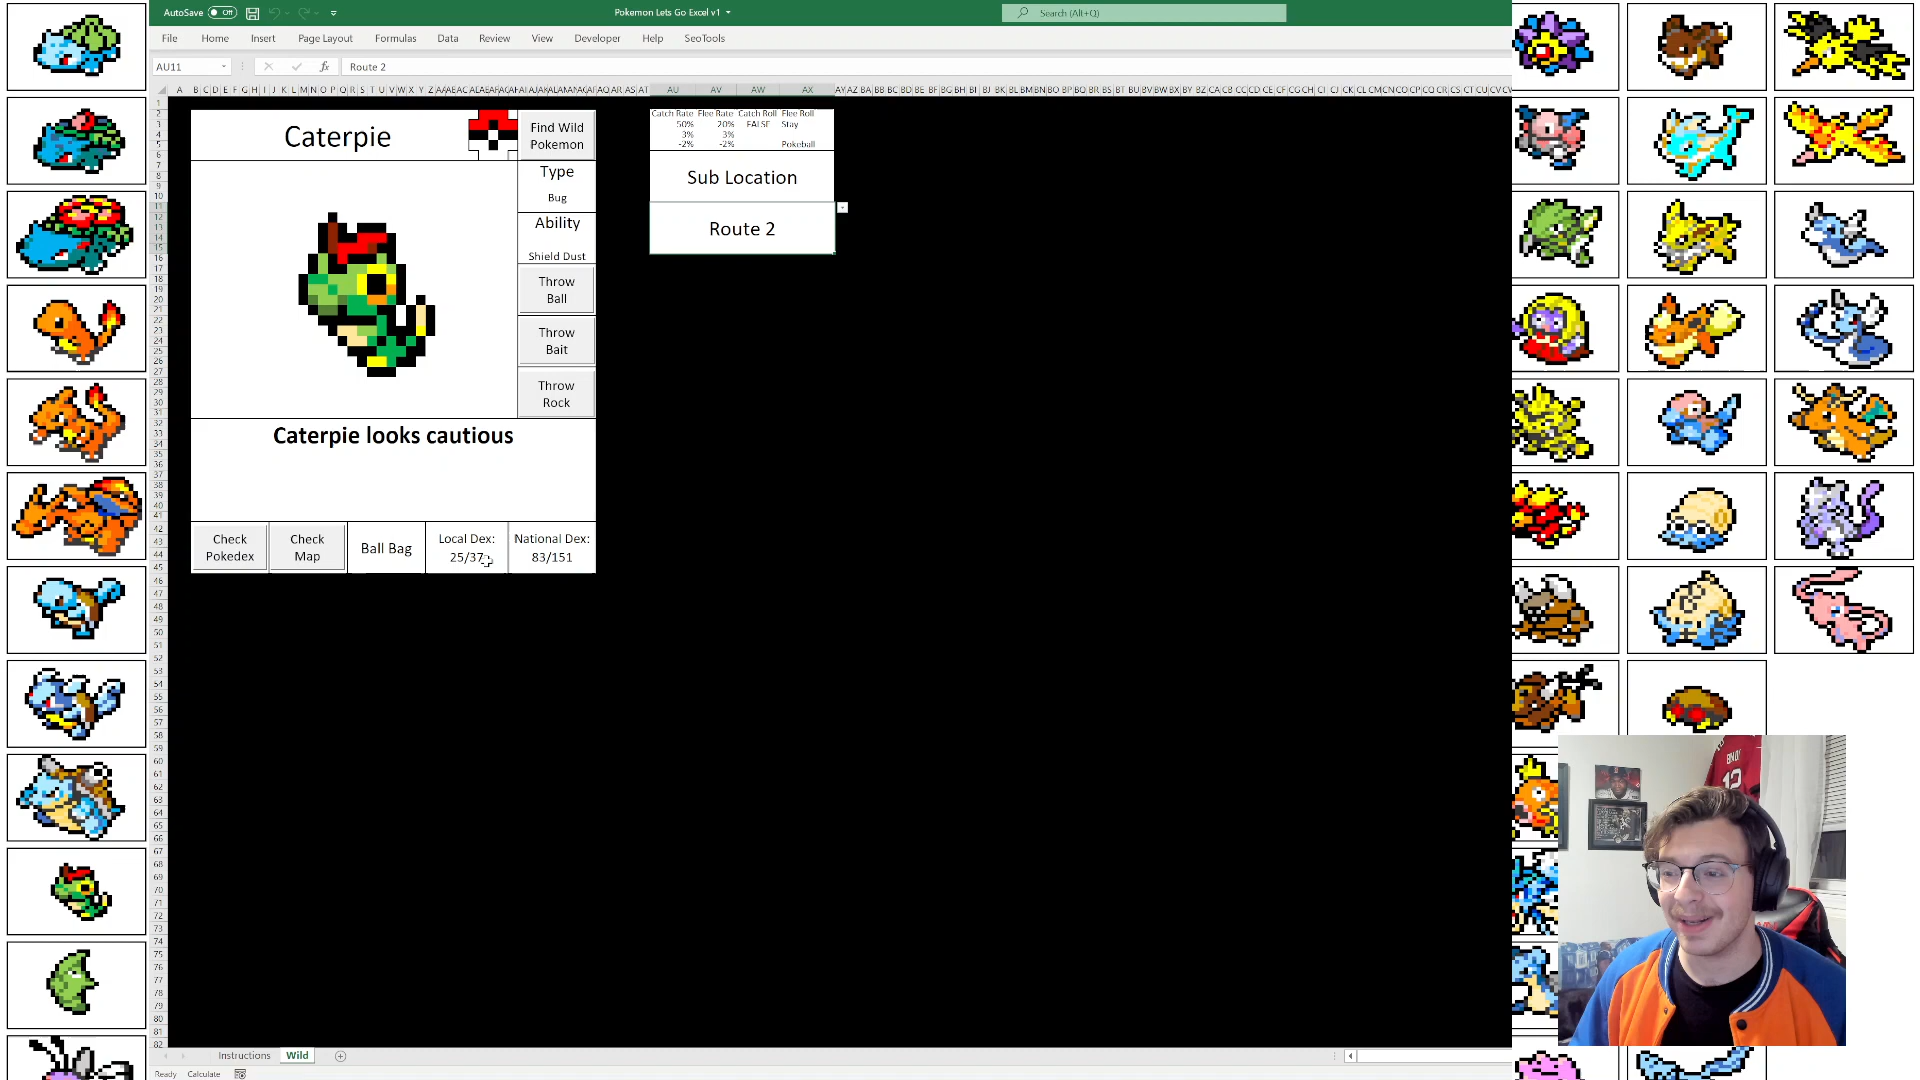 AutoSave Off
Pokemon Lets Go Excel v1
Search (Alt+Q)
File Home Insert Page Layout Formulas Data Review View Developer Help SeoTools
AU11
fx
Route 2
Caterpie
Find Wild
Pokemon
Type
Bug
Ability
Shield Dust
Throw
Ball
Throw
Bait
Throw
Rock
Caterpie looks cautious
Check
Pokedex
Check
Map
Ball Bag
Local Dex:
25/37
National Dex:
83/151
Catch Rate Flee Rate Catch Roll Flee Roll
50% 20% FALSE Stay
3% 3%
-2% -2% Pokeball
Sub Location
Route 2
Instructions Wild
Ready Calculate
12